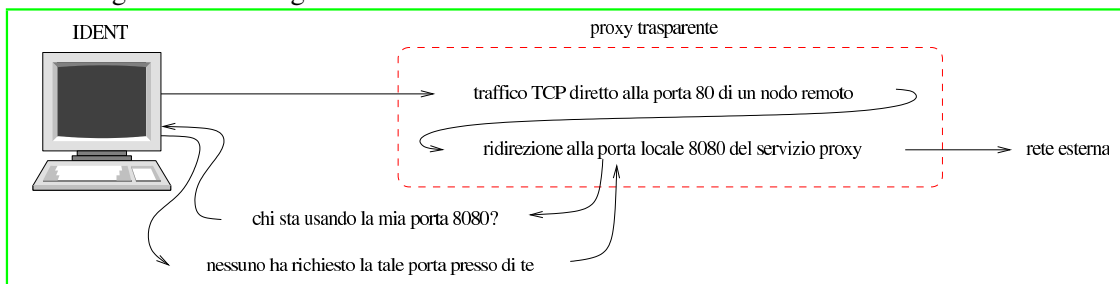 IDENT
proxy trasparente
traffico TCP diretto alla porta 80 di un nodo remoto
ridirezione alla porta locale 8080 del servizio proxy
rete esterna
chi sta usando la mia porta 8080?
nessuno ha richiesto la tale porta presso di te